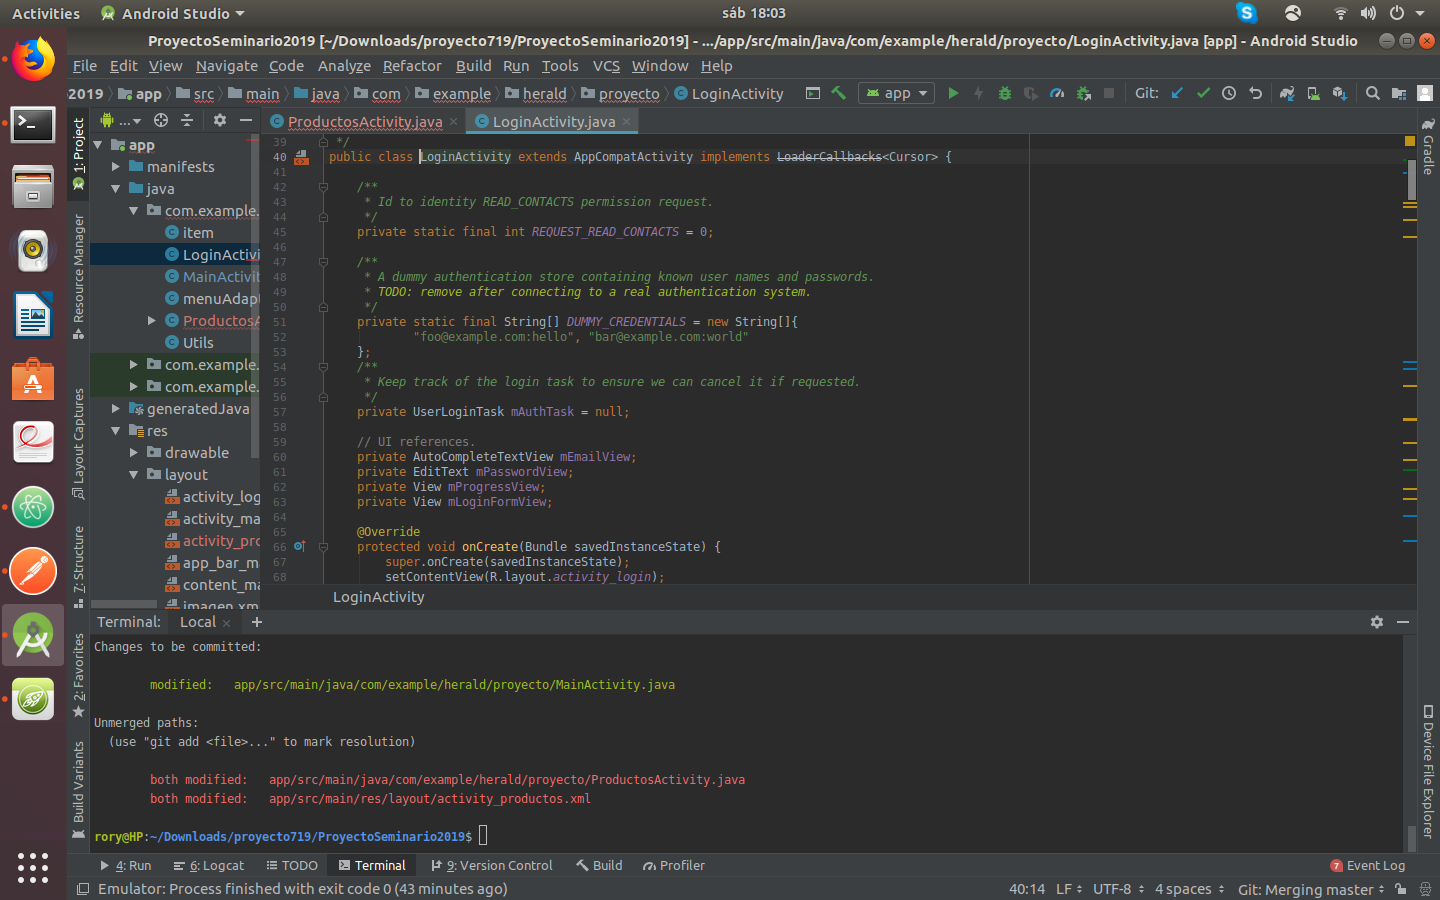 Activities
Android Studio
sáb 18:03
ProyectoSeminario2019 [~/Downloads/proyecto719/ProyectoSeminario2019] - .../app/src/main/java/com/example/herald/proyecto/LoginActivity.java [app] - Android Studio
File Edit View Navigate Code Analyze Refactor Build Run Tools VCS Window Help
2019 app src main java com example herald proyecto LoginActivity
app
Git:
1: Project
Resource Manager
Layout Captures
7: Structure
2: Favorites
Build Variants
...
app
manifests
java
com.example.
item
LoginActivi
MainActivit
menuAdap
ProductosA
Utils
com.example.
com.example.
generatedJava
res
drawable
layout
activity_log
activity_ma
activity_pro
app_bar_m
content_ma
imagen.xm
ProductosActivity.java
LoginActivity.java
39 */
40 public class LoginActivity extends AppCompatActivity implements LoaderCallbacks<Cursor> {
41
42 /**
43 * Id to identity READ_CONTACTS permission request.
44 */
45 private static final int REQUEST_READ_CONTACTS = 0;
46
47 /**
48 * A dummy authentication store containing known user names and passwords.
49 * TODO: remove after connecting to a real authentication system.
50 */
51 private static final String[] DUMMY_CREDENTIALS = new String[]{
52 "foo@example.com:hello", "bar@example.com:world"
53 };
54 /**
55 * Keep track of the login task to ensure we can cancel it if requested.
56 */
57 private UserLoginTask mAuthTask = null;
58
59 // UI references.
60 private AutoCompleteTextView mEmailView;
61 private EditText mPasswordView;
62 private View mProgressView;
63 private View mLoginFormView;
64
65 @Override
66 protected void onCreate(Bundle savedInstanceState) {
67 super.onCreate(savedInstanceState);
68 setContentView(R.layout.activity_login);
LoginActivity
Gradle
Device File Explorer
Terminal: Local +
Changes to be committed:
modified: app/src/main/java/com/example/herald/proyecto/MainActivity.java
Unmerged paths:
(use "git add <file>..." to mark resolution)
both modified: app/src/main/java/com/example/herald/proyecto/ProductosActivity.java
both modified: app/src/main/res/layout/activity_productos.xml
rory@HP:~/Downloads/proyecto719/ProyectoSeminario2019$
4: Run 6: Logcat TODO Terminal 9: Version Control Build Profiler
7 Event Log
Emulator: Process finished with exit code 0 (43 minutes ago)
40:14 LF UTF-8 4 spaces Git: Merging master